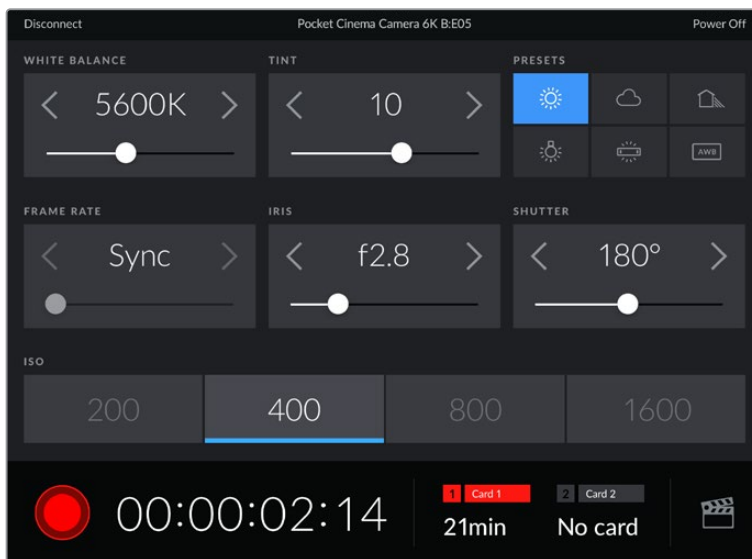 Disconnect Pocket Cinema Camera 6K B:E05 Power Off
WHITE BALANCE TINT PRESETS
5600K 10
AWB
FRAME RATE IRIS SHUTTER
Sync f2.8 180°
ISO
200 400 800 1600
1 Card 1 2 Card 2
00:00:02:14 21min No card